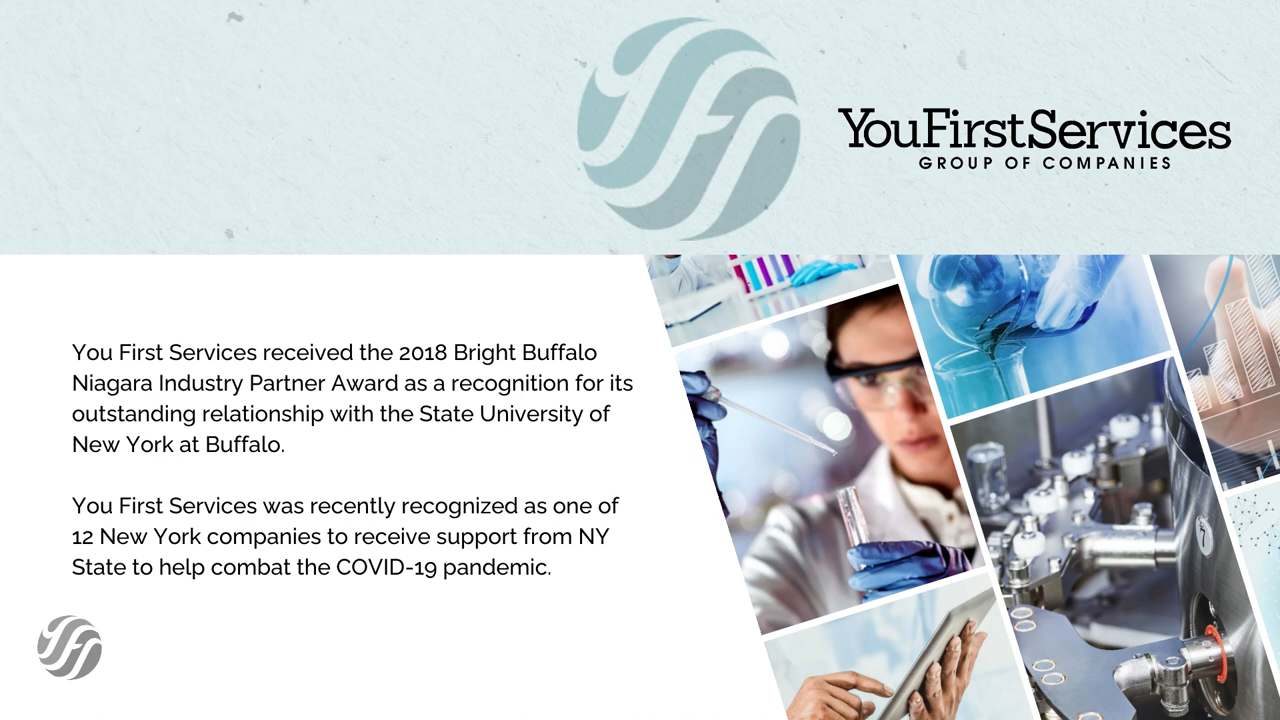 YouFirstServices
GROUP OF COMPANIES
You First Services received the 2018 Bright Buffalo
Niagara Industry Partner Award as a recognition for its
outstanding relationship with the State University of
New York at Buffalo.
You First Services was recently recognized as one of
12 New York companies to receive support from NY
State to help combat the COVID-19 pandemic.